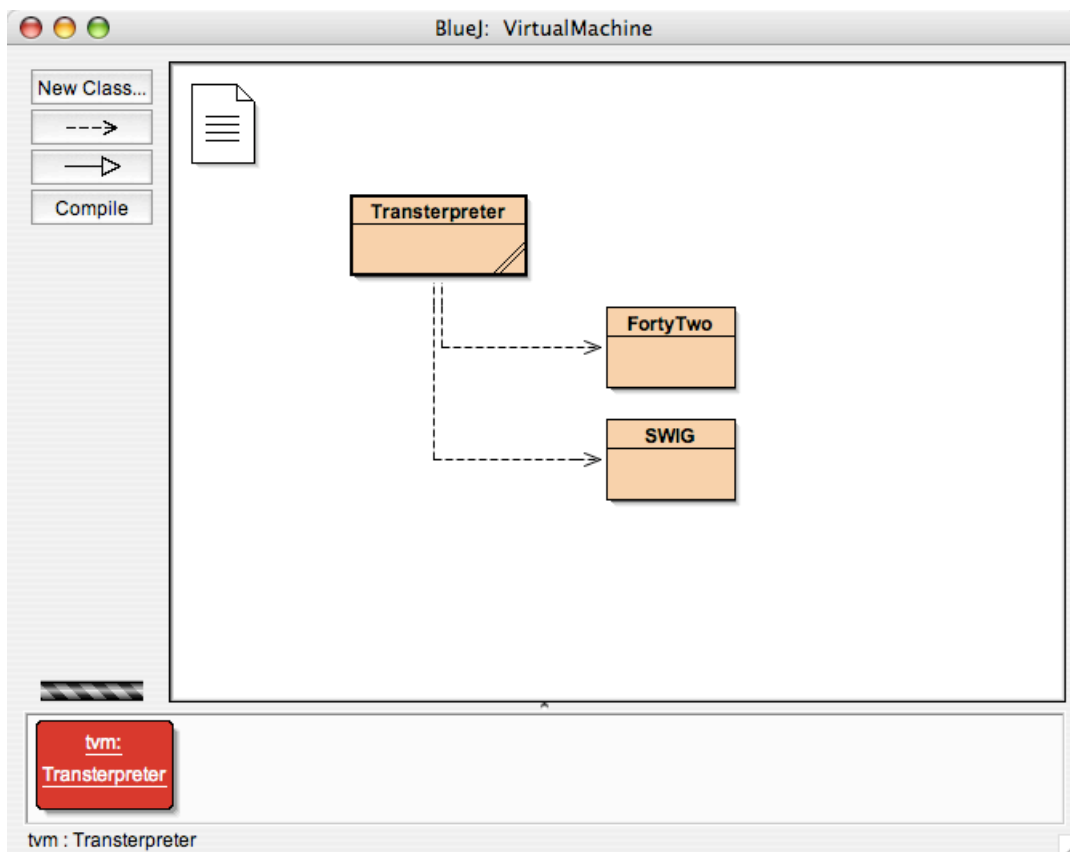 BlueJ:  VirtualMachine
New Class...
Compile
Transterpreter
FortyTwo
SWIG
tvm:
Transterpreter
tvm : Transterpreter